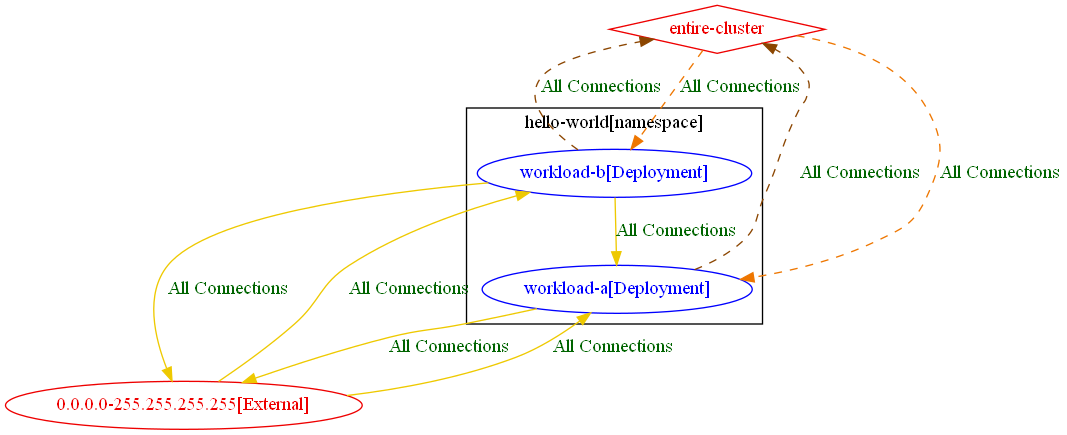 entire-cluster
All Connections
All Connections
hello-world[namespace]
workload-b[Deployment]
All Connections
All Connections
All Connections
workload-a[Deployment]
All Connections
All Connections
All Connections
All Connections
0.0.0.0-255.255.255.255[External]